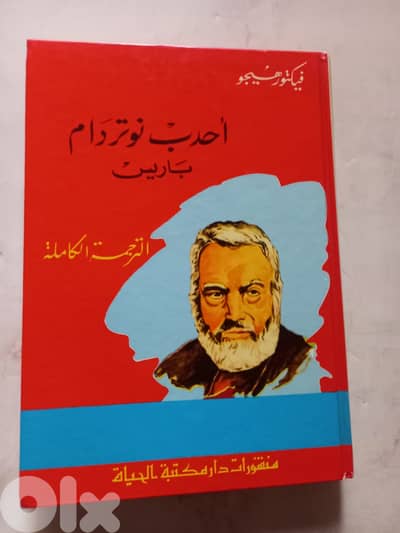 فيكتور هيجو
أحدب نوتردام
باريس
الترجمة الكاملة
منشورات دار مكتبة الحياة
OLX